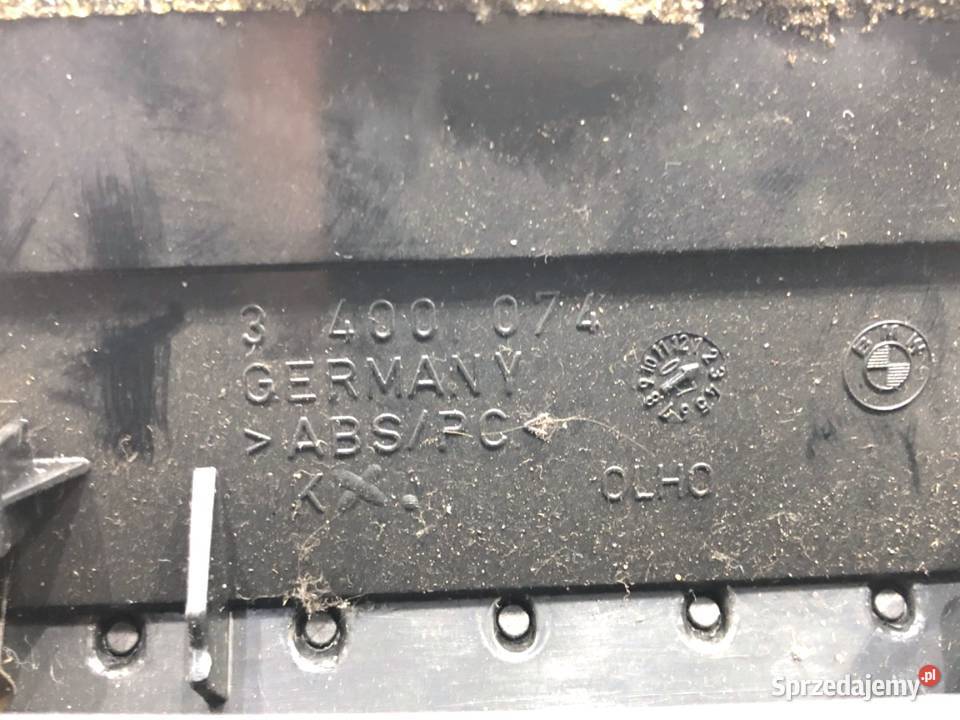 3 400 074
GERMANY
>ABS/PC<
K
OLHO
BMW
Sprzedajemy.pl